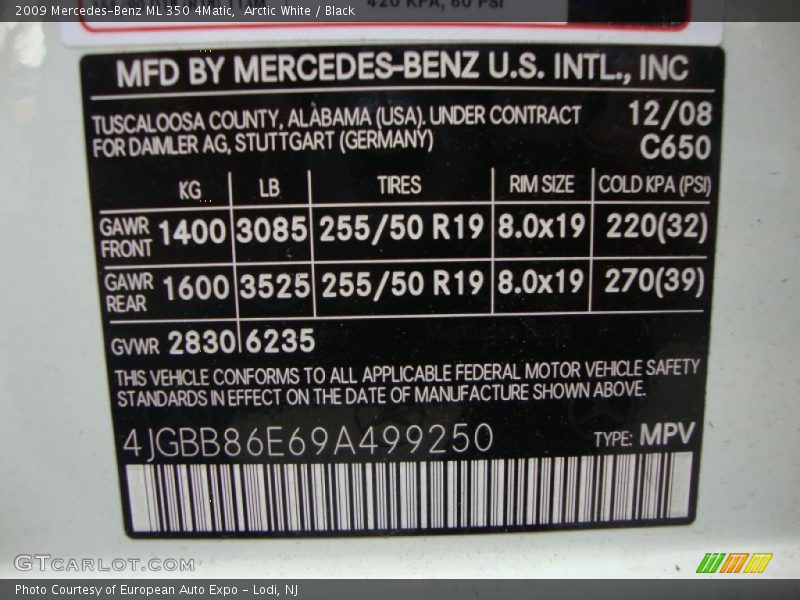 2009 Mercedes-Benz ML 350 4Matic, Arctic White / Black
420 KPA, 60 PSI
MFD BY MERCEDES-BENZ U.S. INTL., INC
TUSCALOOSA COUNTY, ALABAMA (USA). UNDER CONTRACT 12/08
FOR DAIMLER AG, STUTTGART (GERMANY) C650
KG LB TIRES RIM SIZE COLD KPA (PSI)
GAWR FRONT 1400 3085 255/50 R19 8.0x19 220(32)
GAWR REAR 1600 3525 255/50 R19 8.0x19 270(39)
GVWR 2830 6235
THIS VEHICLE CONFORMS TO ALL APPLICABLE FEDERAL MOTOR VEHICLE SAFETY
STANDARDS IN EFFECT ON THE DATE OF MANUFACTURE SHOWN ABOVE.
4JGBB86E69A499250 TYPE: MPV
GTCARLOT.COM
Photo Courtesy of European Auto Expo - Lodi, NJ